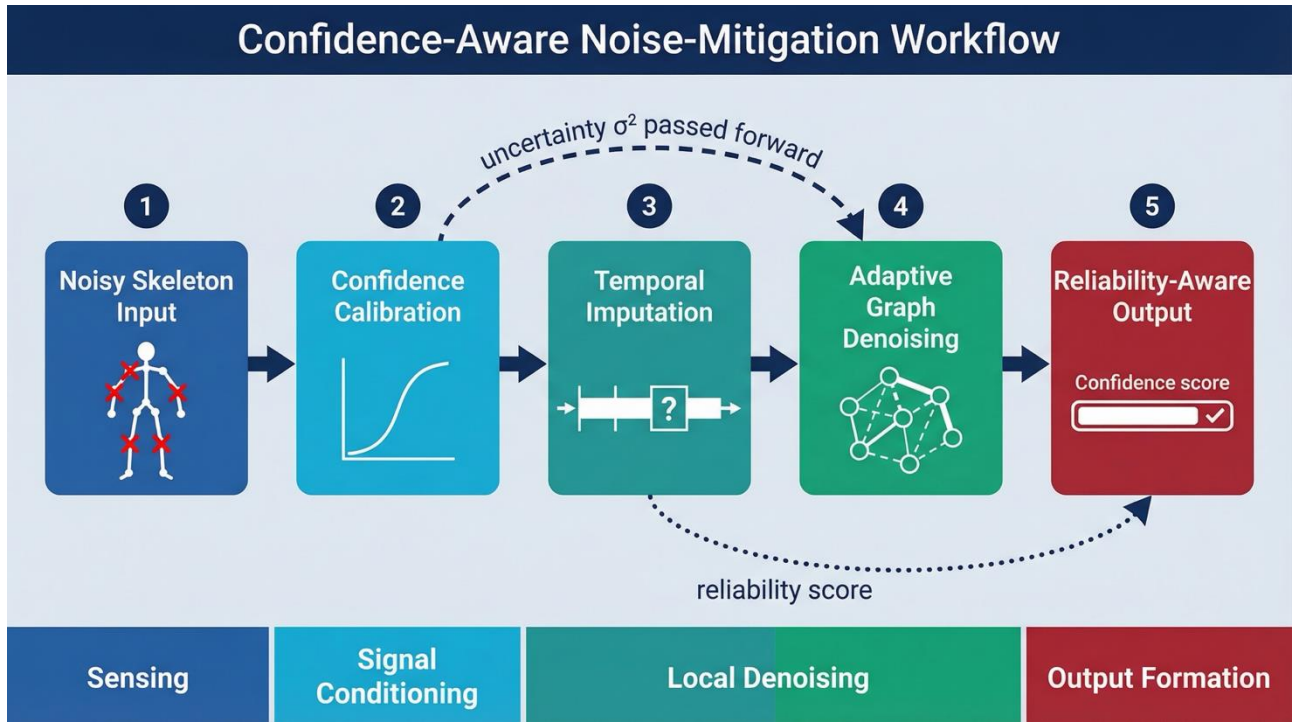 Confidence-Aware Noise-Mitigation Workflow
uncertainty σ² passed forward
1
2
3
4
5
Noisy Skeleton
Input
Confidence
Calibration
Temporal
Imputation
?
Adaptive
Graph
Denoising
Reliability-Aware
Output
Confidence score
reliability score
Sensing
Signal
Conditioning
Local Denoising
Output Formation